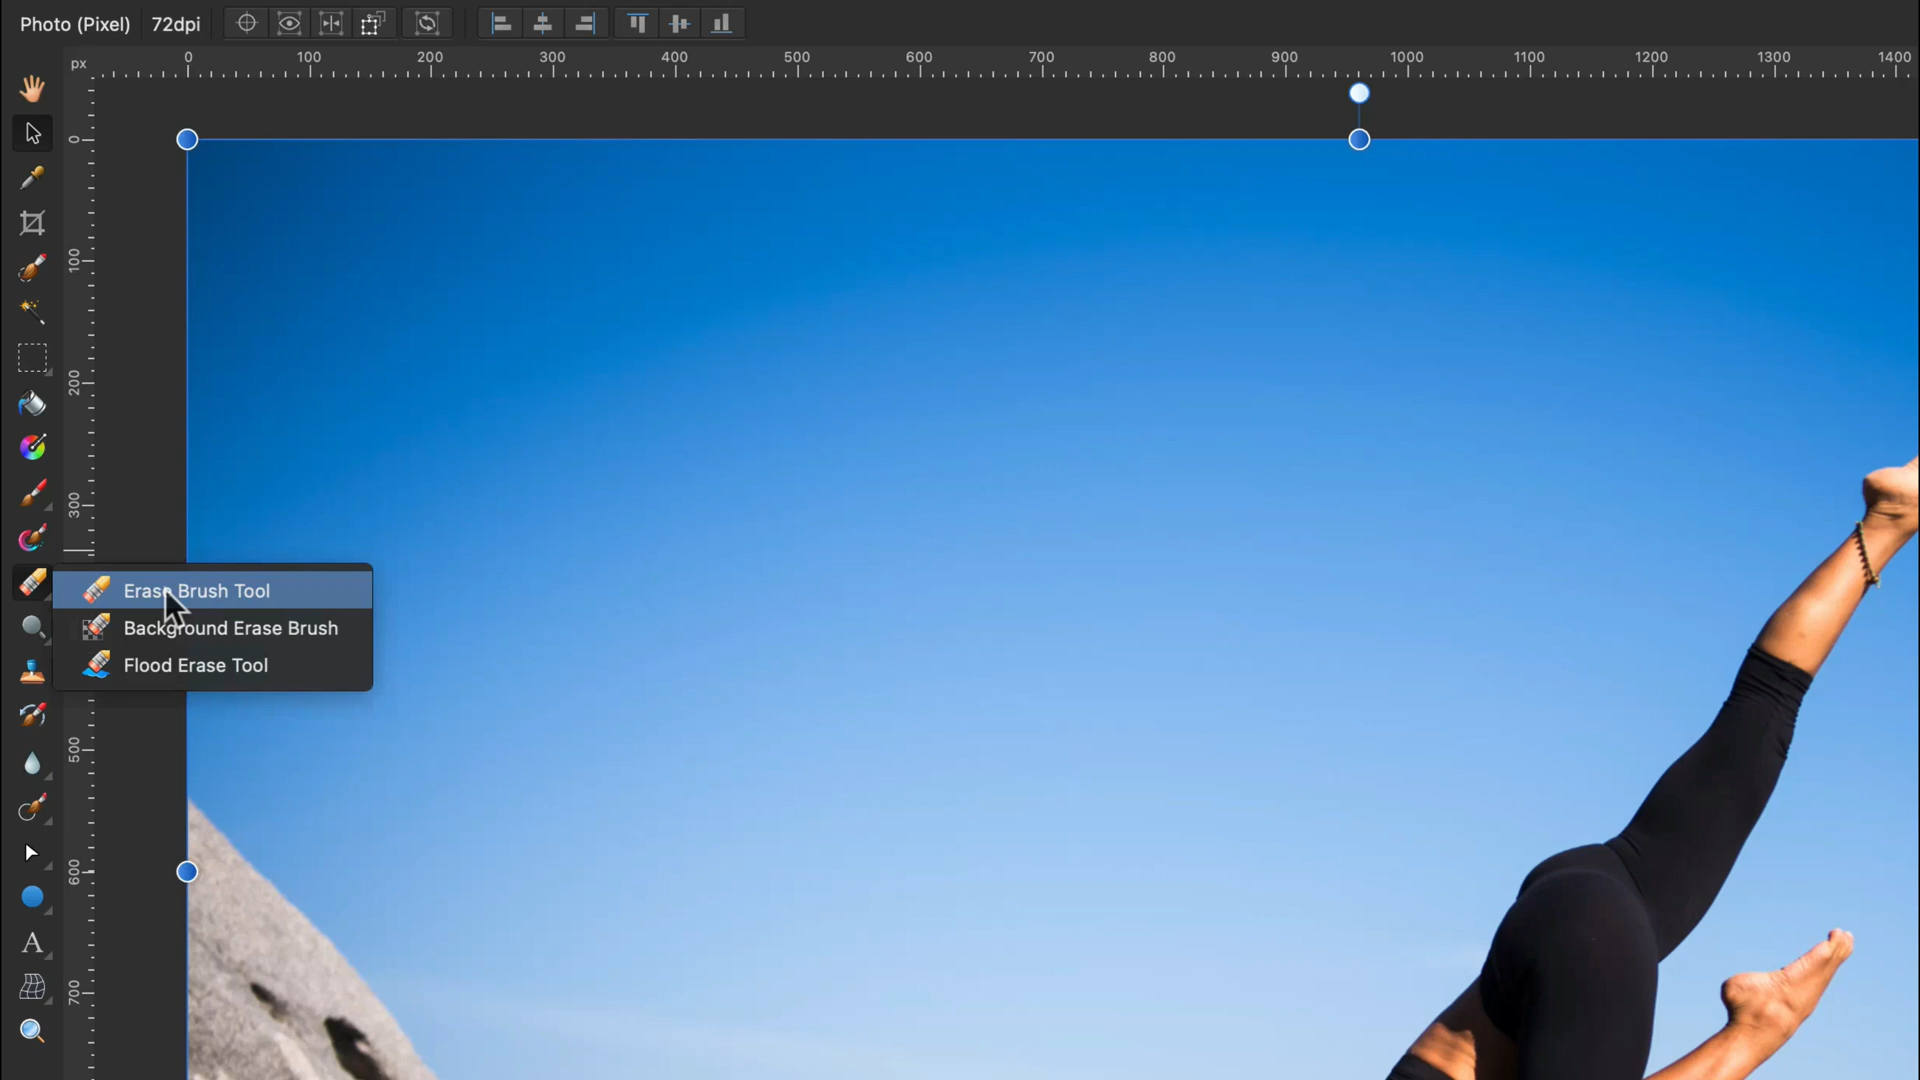 Photo (Pixel) 72dpi
px 0 100 200 300 400 500 600 700 800 900 1000 1100 1200 1300 1400
0
100
200
300
500
600
700
Erase Brush Tool
Background Erase Brush
Flood Erase Tool
A